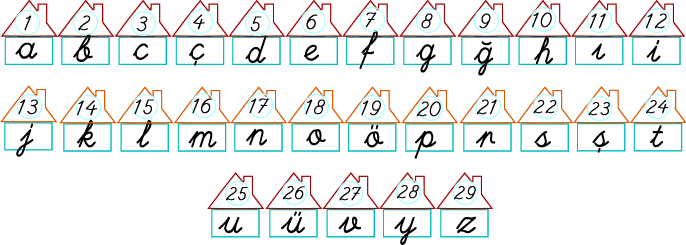 1 2 3 4 5 6 7 8 9 10 11 12
a b c ç d e f g ğ h ı i
13 14 15 16 17 18 19 20 21 22 23 24
j k l m n o ö p r s ş t
25 26 27 28 29
u ü v y z